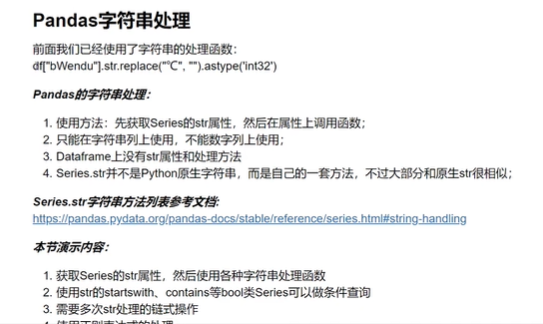 Pandas字符串处理
前面我们已经使用了字符串的处理函数：
df["bWendu"].str.replace("℃", "").astype('int32')
Pandas的字符串处理：
1. 使用方法：先获取Series的str属性，然后在属性上调用函数；
2. 只能在字符串列上使用，不能数字列上使用；
3. Dataframe上没有str属性和处理方法
4. Series.str并不是Python原生字符串，而是自己的一套方法，不过大部分和原生str很相似；
Series.str字符串方法列表参考文档:
https://pandas.pydata.org/pandas-docs/stable/reference/series.html#string-handling
本节演示内容：
1. 获取Series的str属性，然后使用各种字符串处理函数
2. 使用str的startswith、contains等bool类Series可以做条件查询
3. 需要多次str处理的链式操作
4. 使用正则表达式的处理